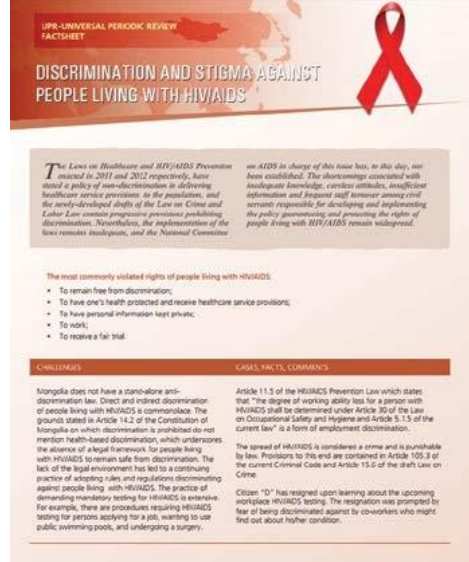 UPR-UNIVERSAL PERIODIC REVIEW
FACTSHEET
DISCRIMINATION AND STIGMA AGAINST
PEOPLE LIVING WITH HIV/AIDS
The Laws on Healthcare and HIV/AIDS Prevention
enacted in 2011 and 2012 respectively, have
stated a policy of non-discrimination in delivering
healthcare service provisions to the population, and
the newly-developed drafts of the Law on Crime and
Labor Law contain progressive provisions prohibiting
discrimination. Nevertheless, the implementation of the
laws remains inadequate, and the National Committee
on AIDS in charge of this issue has, to this day, not
been established. The shortcomings associated with
inadequate knowledge, careless attitudes, insufficient
information and frequent staff turnover among civil
servants responsible for developing and implementing
the policy guaranteeing and protecting the rights of
people living with HIV/AIDS remain widespread.
The most commonly violated rights of people living with HIV/AIDS:
• To remain free from discrimination;
• To have one's health protected and receive healthcare service provisions;
• To have personal information kept private;
• To work;
• To receive a fair trial
CHALLENGES
Mongolia does not have a stand-alone anti-
discrimination law. Direct and indirect discrimination
of people living with HIV/AIDS is commonplace. The
grounds stated in Article 14.2 of the Constitution of
Mongolia on which discrimination is prohibited do not
mention health-based discrimination, which underscores
the absence of a legal framework for people living
with HIV/AIDS to remain safe from discrimination. The
lack of the legal environment has led to a continuing
practice of adopting rules and regulations discriminating
against people living with HIV/AIDS. The practice of
demanding mandatory testing for HIV/AIDS is extensive.
For example, there are procedures requiring HIV/AIDS
testing for persons applying for a job, wanting to use
public swimming pools, and undergoing a surgery.
CASES, FACTS, COMMENTS
Article 11.5 of the HIV/AIDS Prevention Law which states
that "the degree of working ability loss for a person with
HIV/AIDS shall be determined under Article 30 of the Law
on Occupational Safety and Hygiene and Article 5.1.5 of the
current law" is a form of employment discrimination.
The spread of HIV/AIDS is considered a crime and is punishable
by law. Provisions to this end are contained in Article 105.3 of
the current Criminal Code and Article 15.6 of the draft Law on
Crime.
Citizen "D" has resigned upon learning about the upcoming
workplace HIV/AIDS testing. The resignation was prompted by
fear of being discriminated against by co-workers who might
find out about his/her condition.